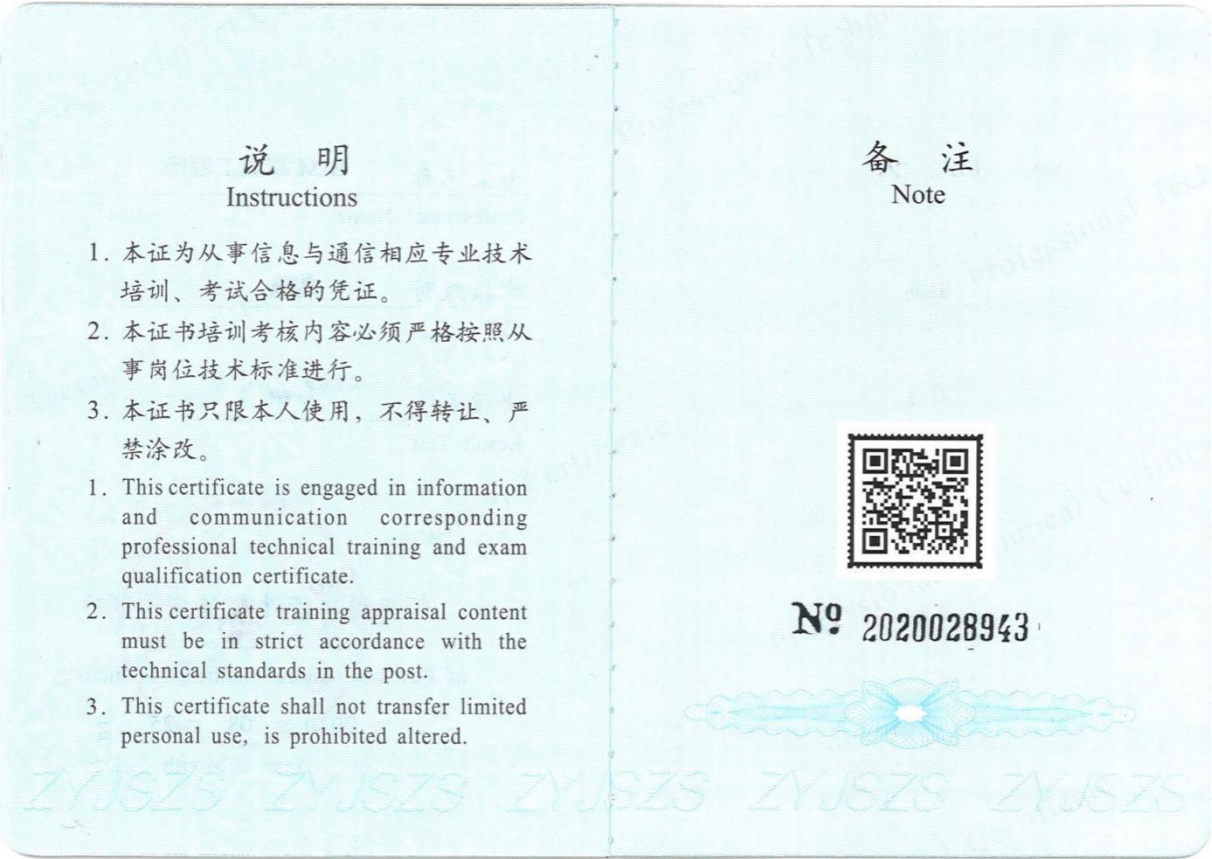 说 明
Instructions
1. 本证为从事信息与通信相应专业技术
培训、考试合格的凭证。
2. 本证书培训考核内容必须严格按照从
事岗位技术标准进行。
3. 本证书只限本人使用，不得转让、严
禁涂改。
1. This certificate is engaged in information
and communication corresponding
professional technical training and exam
qualification certificate.
2. This certificate training appraisal content
must be in strict accordance with the
technical standards in the post.
3. This certificate shall not transfer limited
personal use, is prohibited altered.
备 注
Note
Nº 2020028943
ZYJSZS ZYJSZS ZYJSZS ZYJSZS ZYJSZS